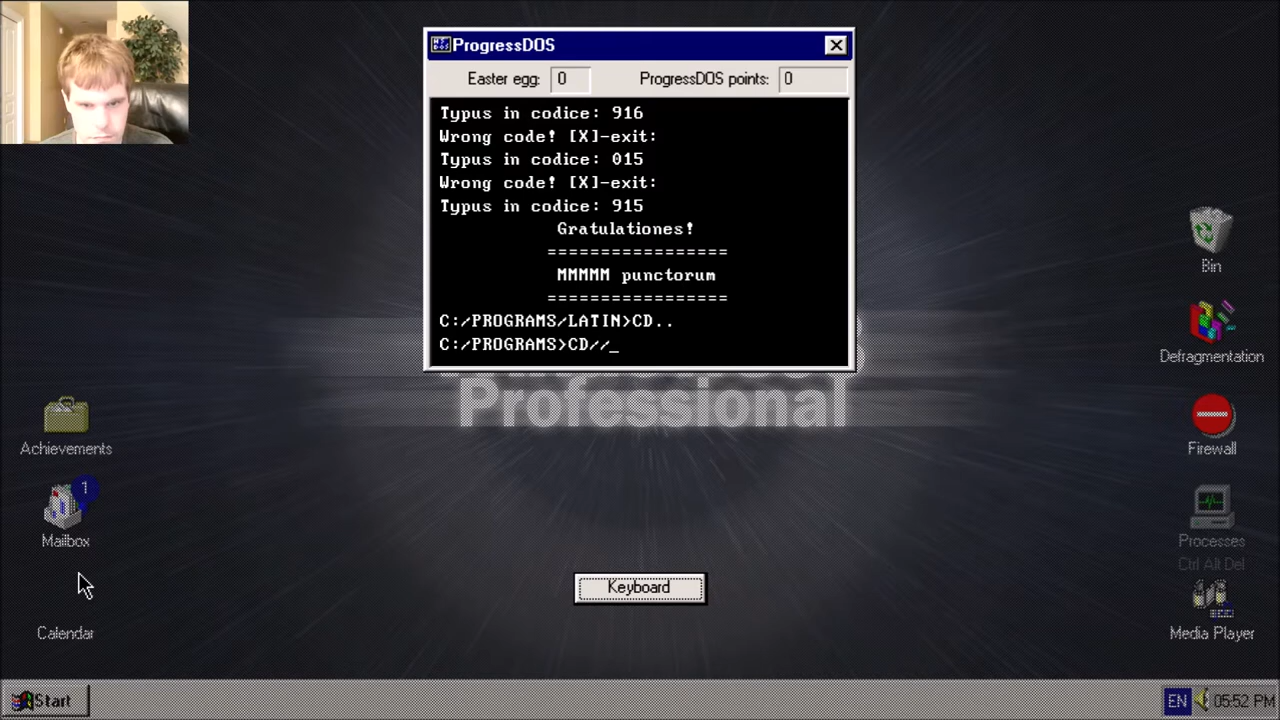 ProgressDOS
Easter egg: 0 ProgressDOS points: 0
Typus in codice: 916
Wrong code! [X]-exit:
Typus in codice: 015
Wrong code! [X]-exit:
Typus in codice: 915
Gratulationes!
=================
MMMMM punctorum
=================
C:/PROGRAMS/LATIN>CD..
C:/PROGRAMS>CD//_
Professional
Bin
Defragmentation
Achievements
Firewall
1
Mailbox
Processes
Ctrl Alt Del
Keyboard
Calendar
Media Player
Start
EN 05:52 PM